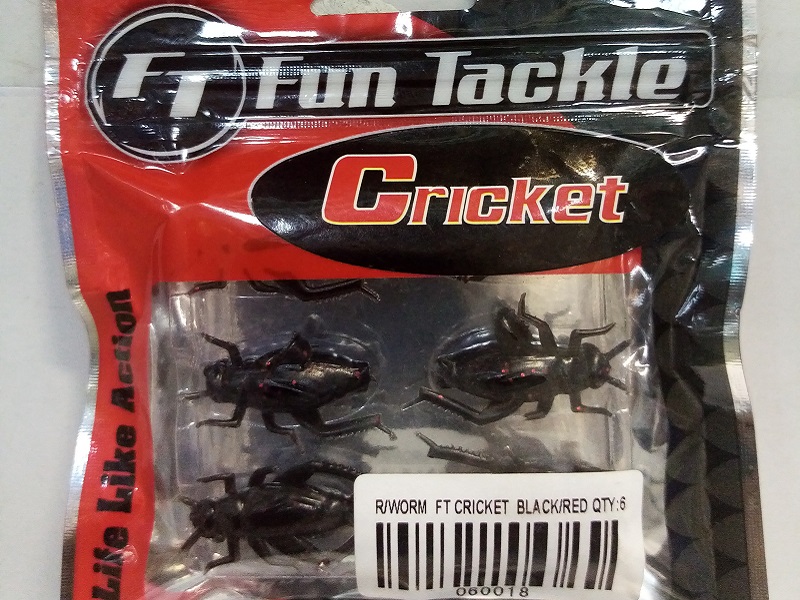 FT Fun Tackle
Cricket
Life Like Action
R/WORM FT CRICKET BLACK/RED QTY:6
060018